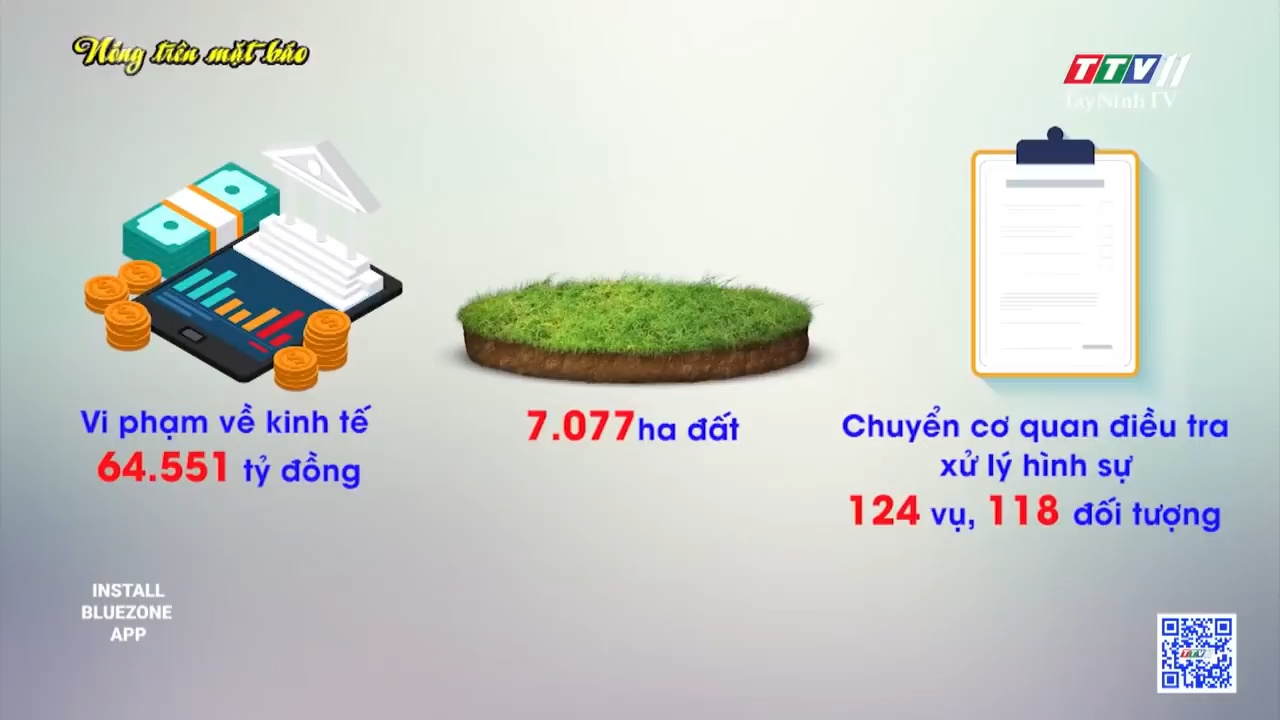 Nóng trên mặt báo
TTV11
TayNinhTV
Vi phạm về kinh tế
64.551 tỷ đồng
7.077ha đất
Chuyển cơ quan điều tra
xử lý hình sự
124 vụ, 118 đối tượng
INSTALL
BLUEZONE
APP
TTV